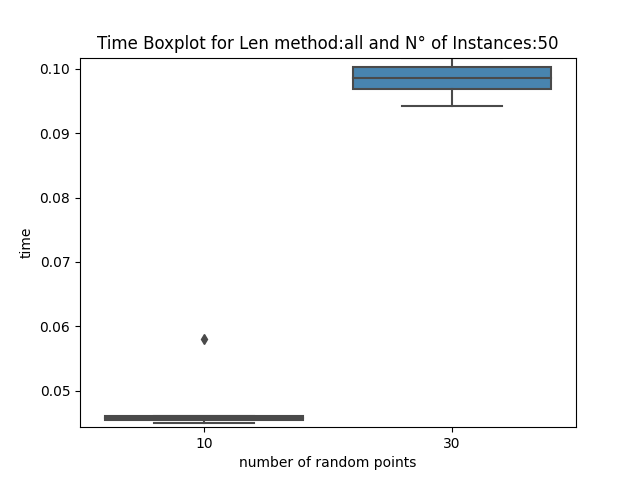 Time Boxplot for Len method:all and N° of Instances:50
0.10
0.09
0.08
0.07
0.06
0.05
time
10
30
number of random points